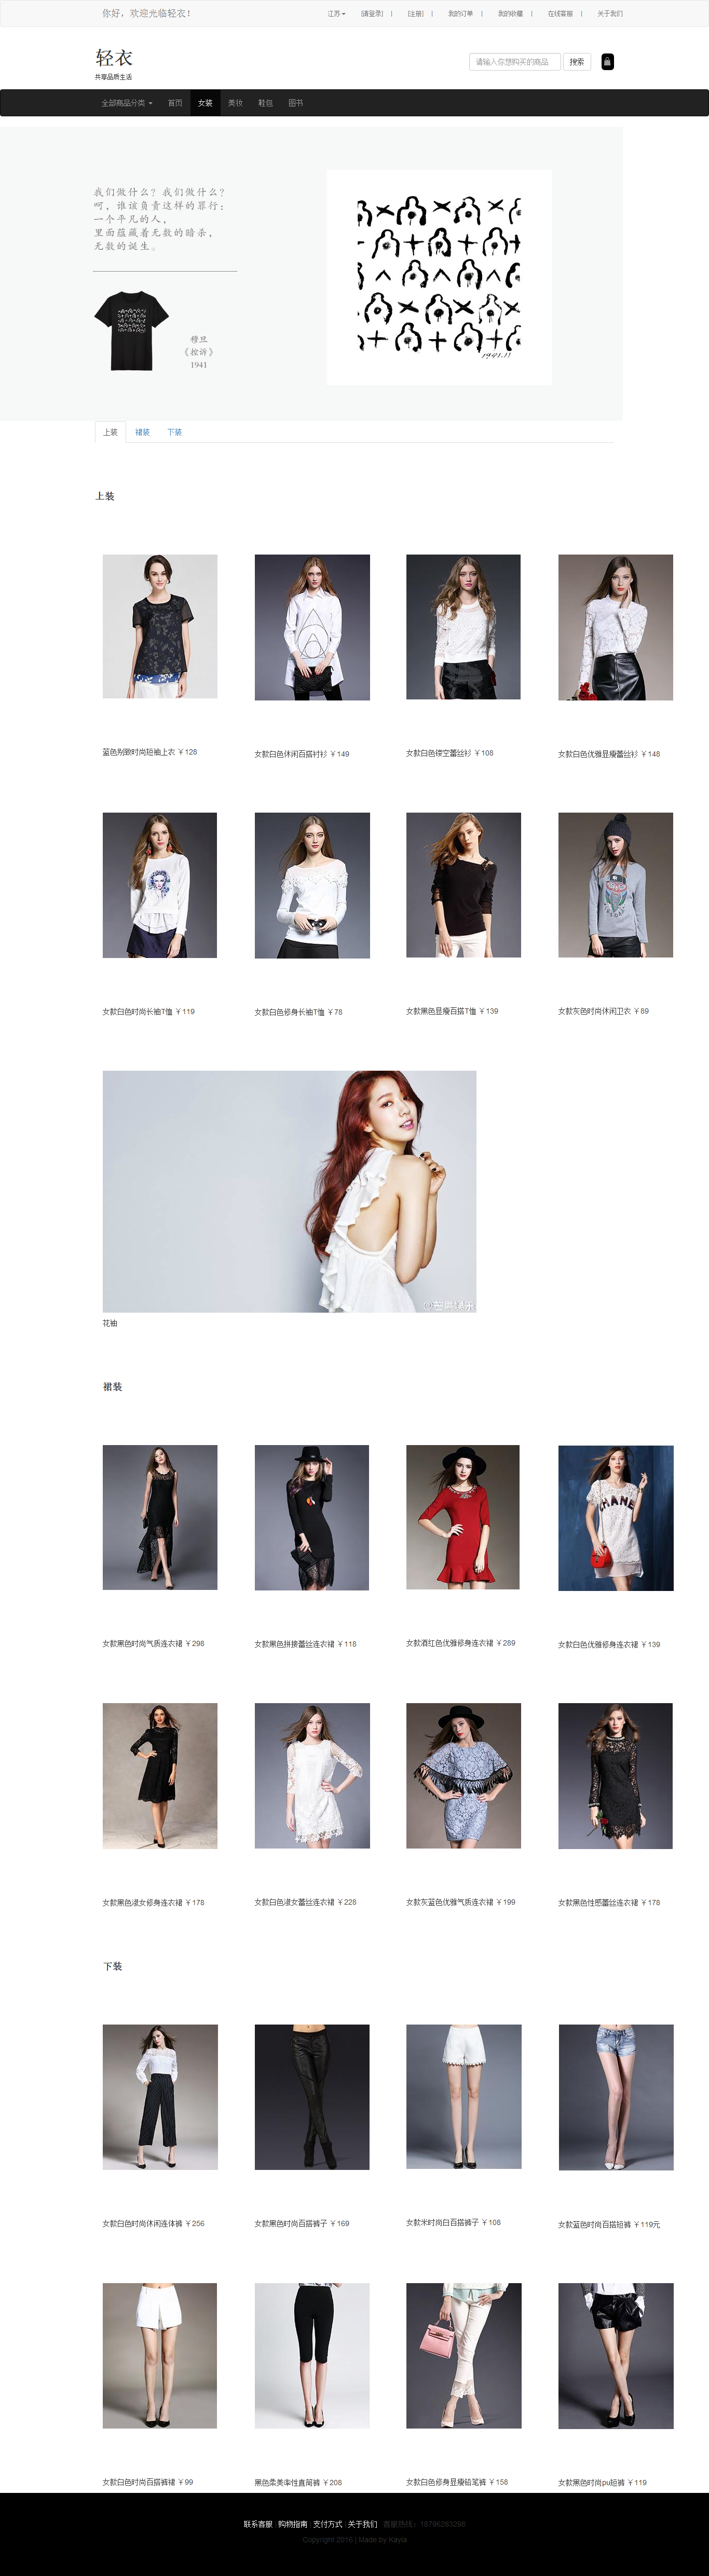 你好，欢迎光临轻衣！
江苏 [请登录] | [注册] | 我的订单 | 我的收藏 | 在线客服 | 关于我们
轻衣
共享品质生活
请输入你想购买的商品 搜索
全部商品分类 首页 女装 美妆 鞋包 图书
我们做什么？我们做什么？
呵，谁该负责这样的罪行：
一个平凡的人，
里面蕴藏着无数的暗杀，
无数的诞生。
穆旦
《控诉》
1941
1941.11
上装 裙装 下装
上装
蓝色别致时尚短袖上衣 ￥128
女款白色休闲百搭衬衫 ￥149
女款白色镂空蕾丝衫 ￥108
女款白色优雅显瘦蕾丝衫 ￥148
女款白色时尚长袖T恤 ￥119
女款白色修身长袖T恤 ￥78
女款黑色显瘦百搭T恤 ￥139
女款灰色时尚休闲卫衣 ￥89
花袖
裙装
女款黑色时尚气质连衣裙 ￥298
女款黑色拼接蕾丝连衣裙 ￥118
女款酒红色优雅修身连衣裙 ￥289
女款白色优雅修身连衣裙 ￥139
女款黑色淑女修身连衣裙 ￥178
女款白色淑女蕾丝连衣裙 ￥228
女款灰蓝色优雅气质连衣裙 ￥199
女款黑色性感蕾丝连衣裙 ￥178
下装
女款白色时尚休闲连体裤 ￥256
女款黑色时尚百搭裤子 ￥169
女款米时尚白百搭裤子 ￥108
女款蓝色时尚百搭短裤 ￥119元
女款白色时尚百搭裤裙 ￥99
黑色柔美率性直筒裤 ￥208
女款白色修身显瘦铅笔裤 ￥158
女款黑色时尚pu短裤 ￥119
联系客服 | 购物指南 | 支付方式 | 关于我们 客服热线：18796283298
Copyright 2016 | Made by Kayla